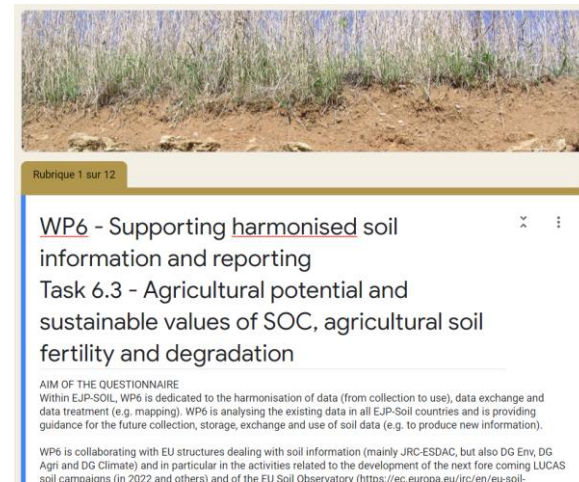 Rubrique 1 sur 12
WP6 - Supporting harmonised soil
information and reporting
Task 6.3 - Agricultural potential and
sustainable values of SOC, agricultural soil
fertility and degradation
AIM OF THE QUESTIONNAIRE
Within EJP-SOIL, WP6 is dedicated to the harmonisation of data (from collection to use), data exchange and
data treatment (e.g. mapping). WP6 is analysing the existing data in all EJP-Soil countries and is providing
guidance for the future collection, storage, exchange and use of soil data (e.g. to produce new information).
WP6 is collaborating with EU structures dealing with soil information (mainly JRC-ESDAC, but also DG Env, DG
Agri and DG Climate) and in particular in the activities related to the development of the next fore coming LUCAS
soil campaigns (in 2022 and others) and of the EU Soil Observatory (https://ec.europa.eu/jrc/en/eu-soil-